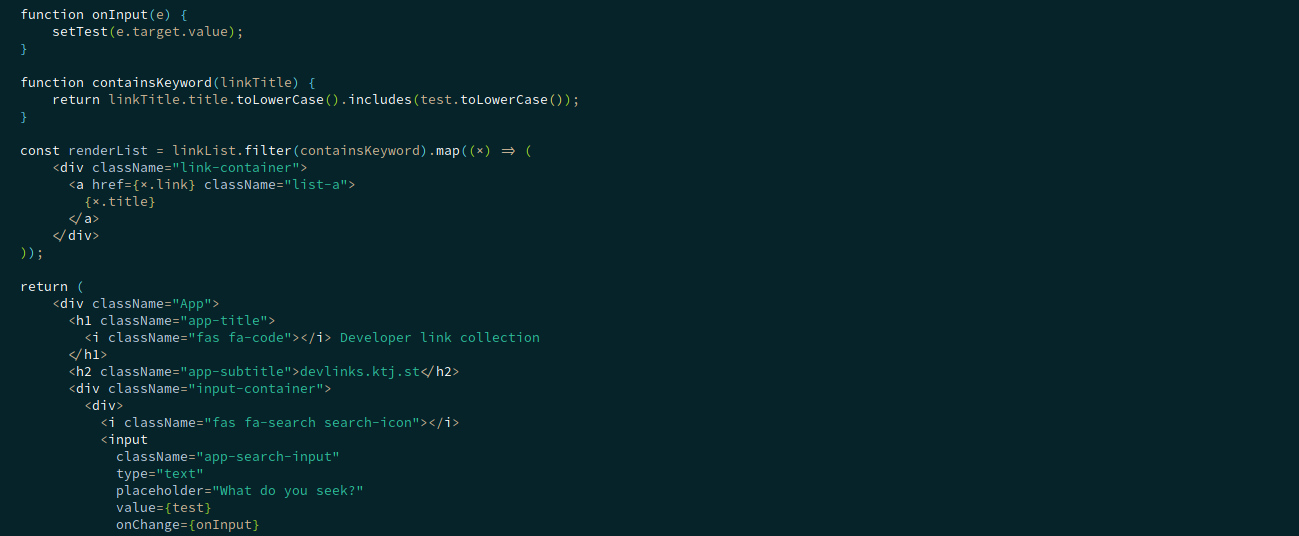 function onInput(e) {
    setTest(e.target.value);
}

function containsKeyword(linkTitle) {
    return linkTitle.title.toLowerCase().includes(test.toLowerCase());
}

const renderList = linkList.filter(containsKeyword).map((×) => (
    <div className="link-container">
      <a href={×.link} className="list-a">
        {×.title}
      </a>
    </div>
));

return (
    <div className="App">
      <h1 className="app-title">
        <i className="fas fa-code"></i> Developer link collection
      </h1>
      <h2 className="app-subtitle">devlinks.ktj.st</h2>
      <div className="input-container">
        <div>
          <i className="fas fa-search search-icon"></i>
          <input
            className="app-search-input"
            type="text"
            placeholder="What do you seek?"
            value={test}
            onChange={onInput}